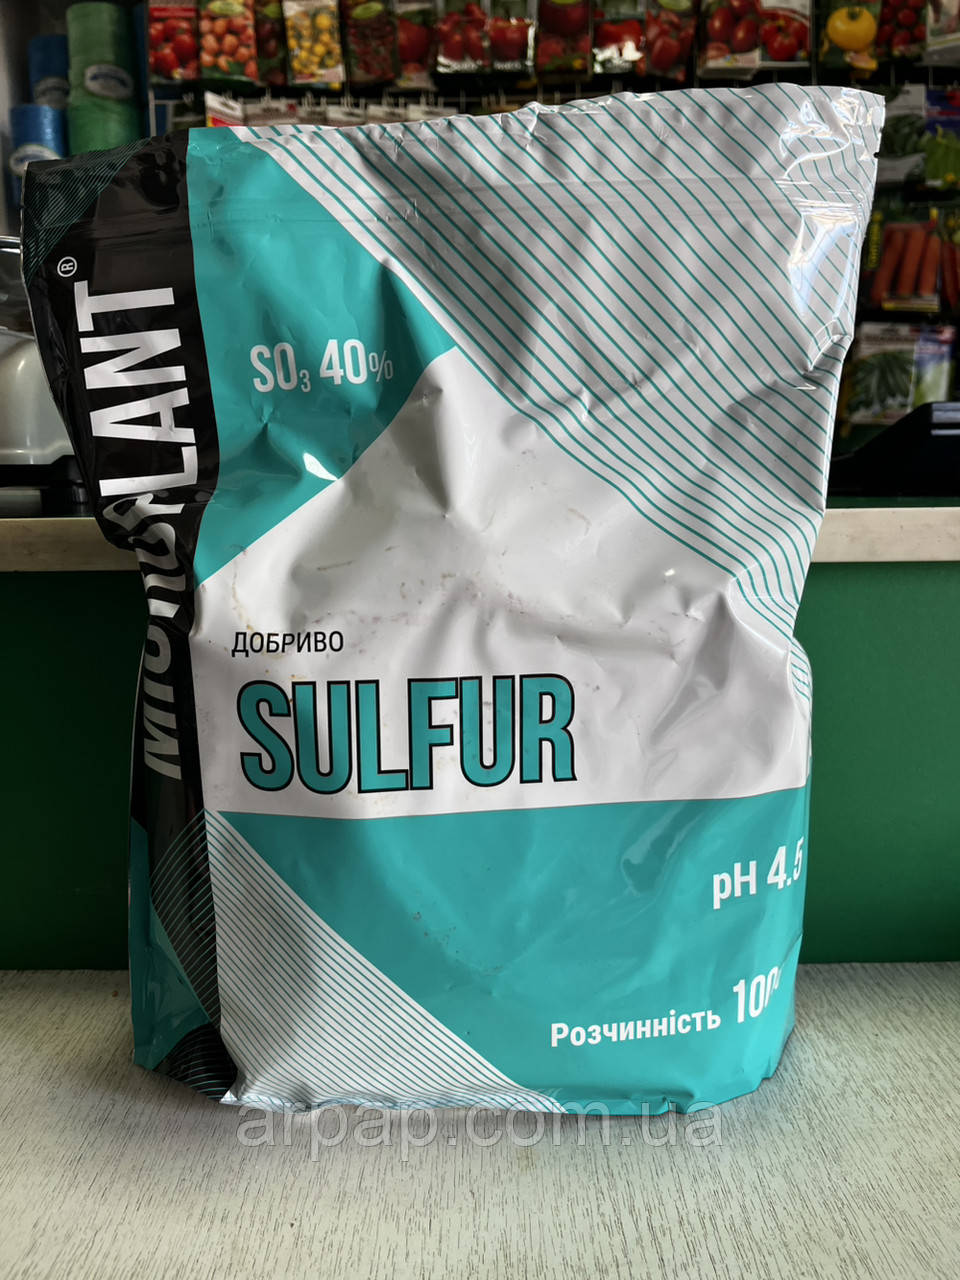 MICROPLANT®
SO₃ 40%
ДОБРИВО
SULFUR
pH 4.5
Розчинність 100
arpap.com.ua